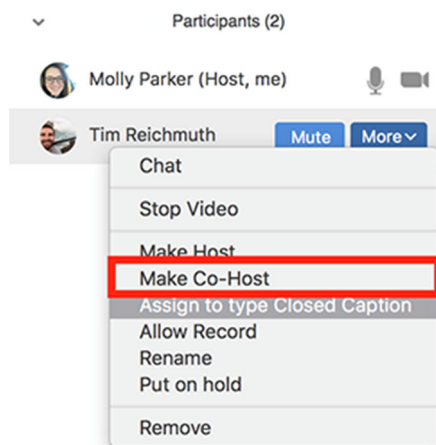 Participants (2)
Molly Parker (Host, me)
Tim Reichmuth Mute More
Chat
Stop Video
Make Host
Make Co-Host
Assign to type Closed Caption
Allow Record
Rename
Put on hold
Remove